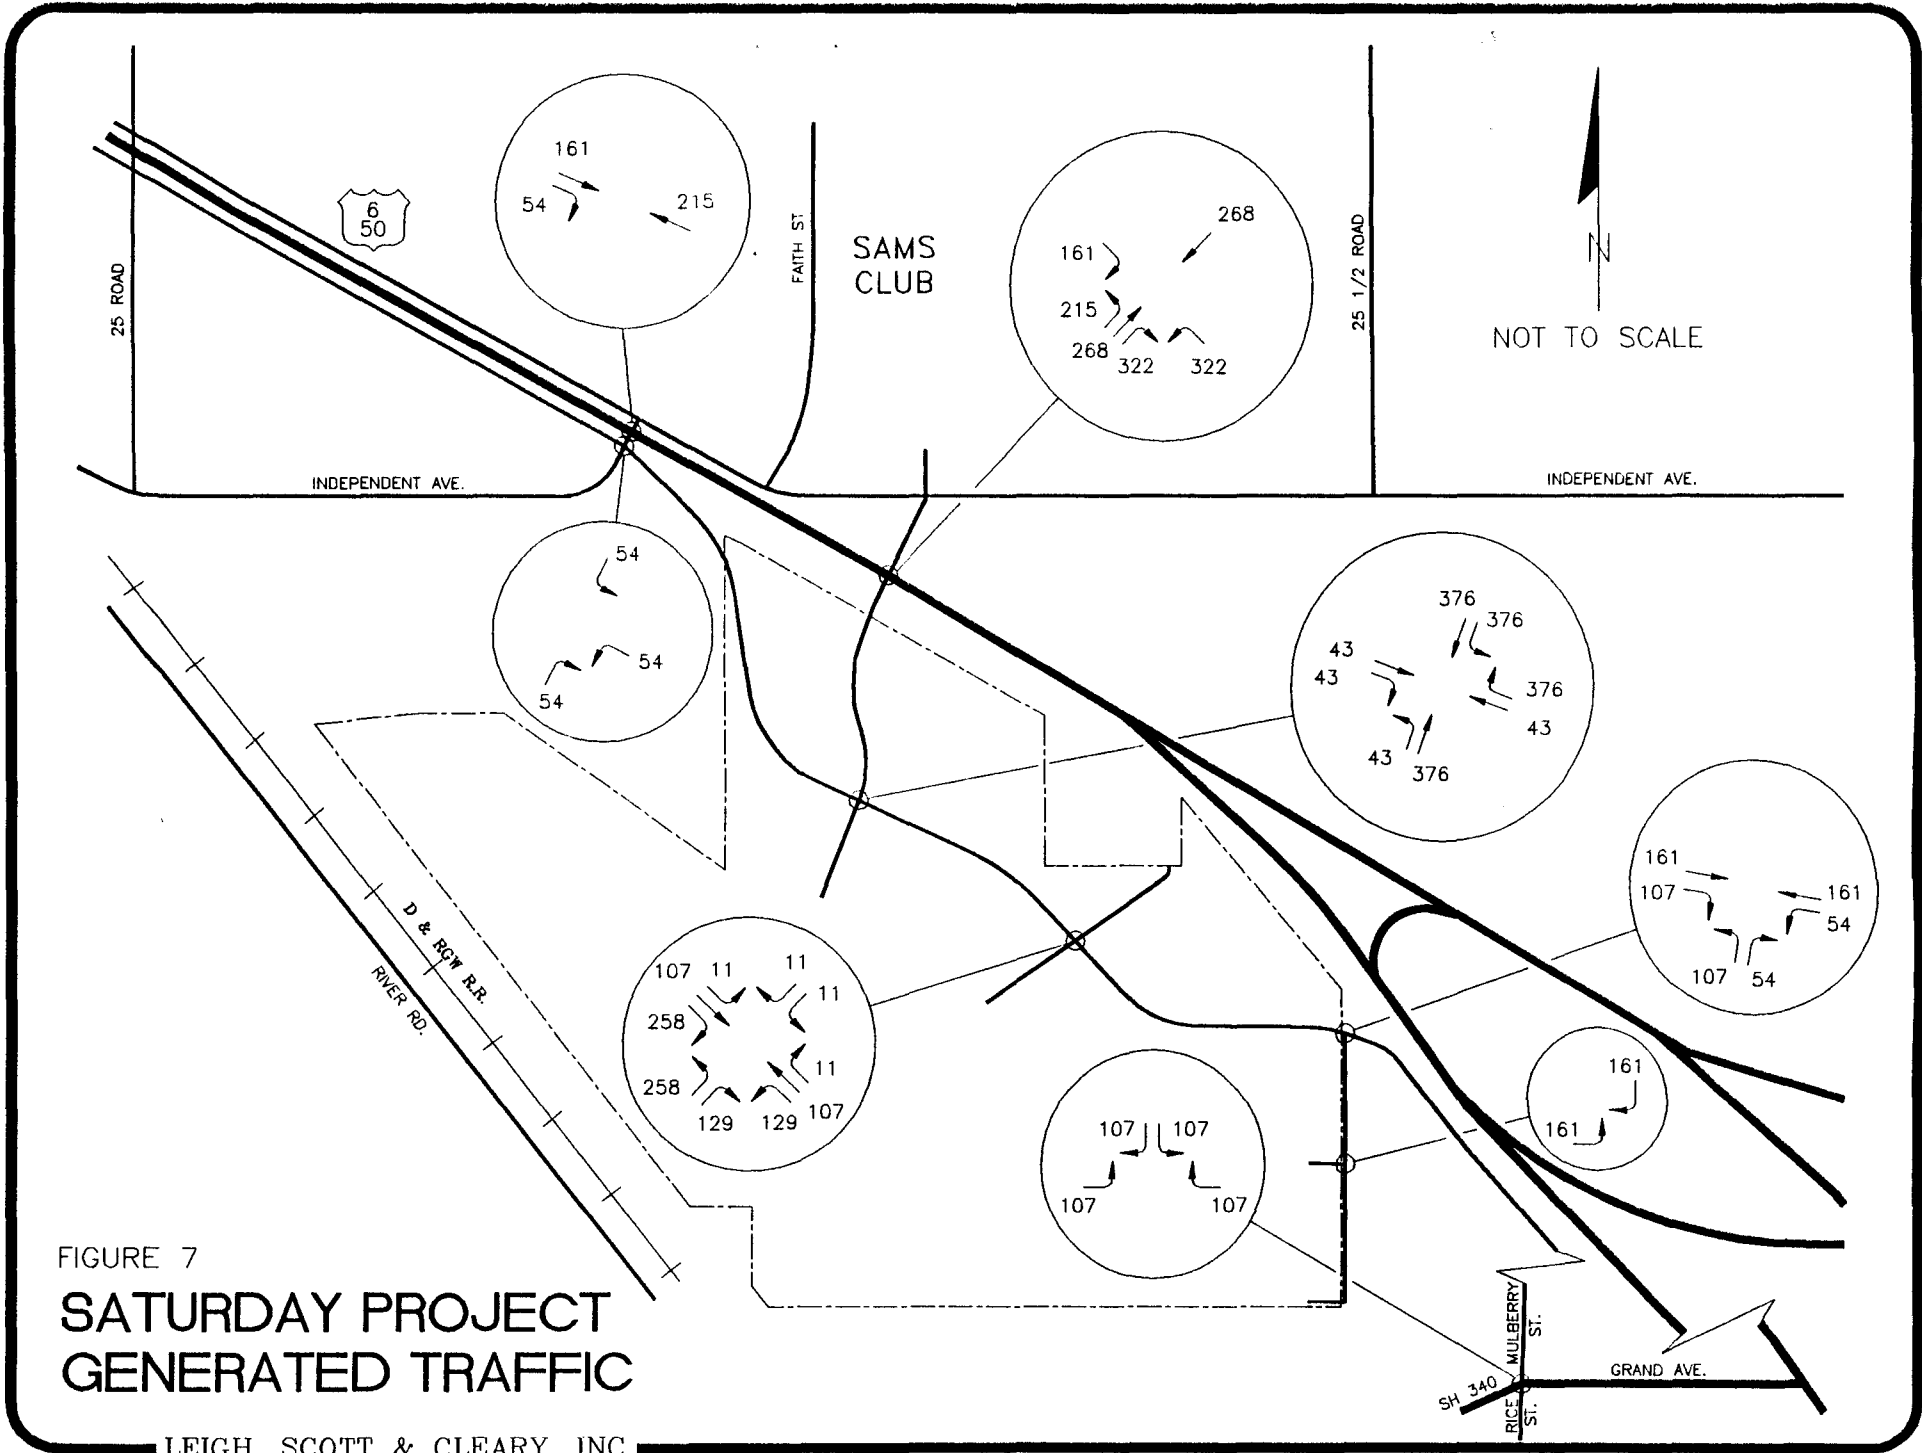 161
54
215
6
50
25 ROAD
FAITH ST.
SAMS
CLUB
161
268
215
268
322
322
25 1/2 ROAD
N
NOT TO SCALE
INDEPENDENT AVE.
INDEPENDENT AVE.
54
54
54
376
376
43
43
376
43
43
376
161
107
161
54
107
54
D & RGW R.R.
RIVER RD.
107
11
11
11
258
258
11
107
129
129
161
161
107
107
107
107
FIGURE 7
SATURDAY PROJECT
GENERATED TRAFFIC
LEIGH, SCOTT & CLEARY, INC.
MULBERRY
ST.
GRAND AVE.
SH 340
RICE
ST.